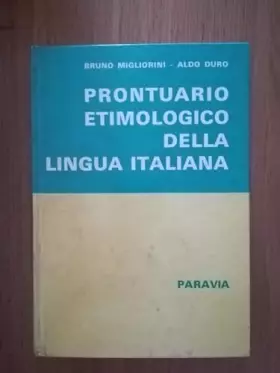 BRUNO MIGLIORINI - ALDO DURO
PRONTUARIO
ETIMOLOGICO
DELLA
LINGUA ITALIANA
PARAVIA